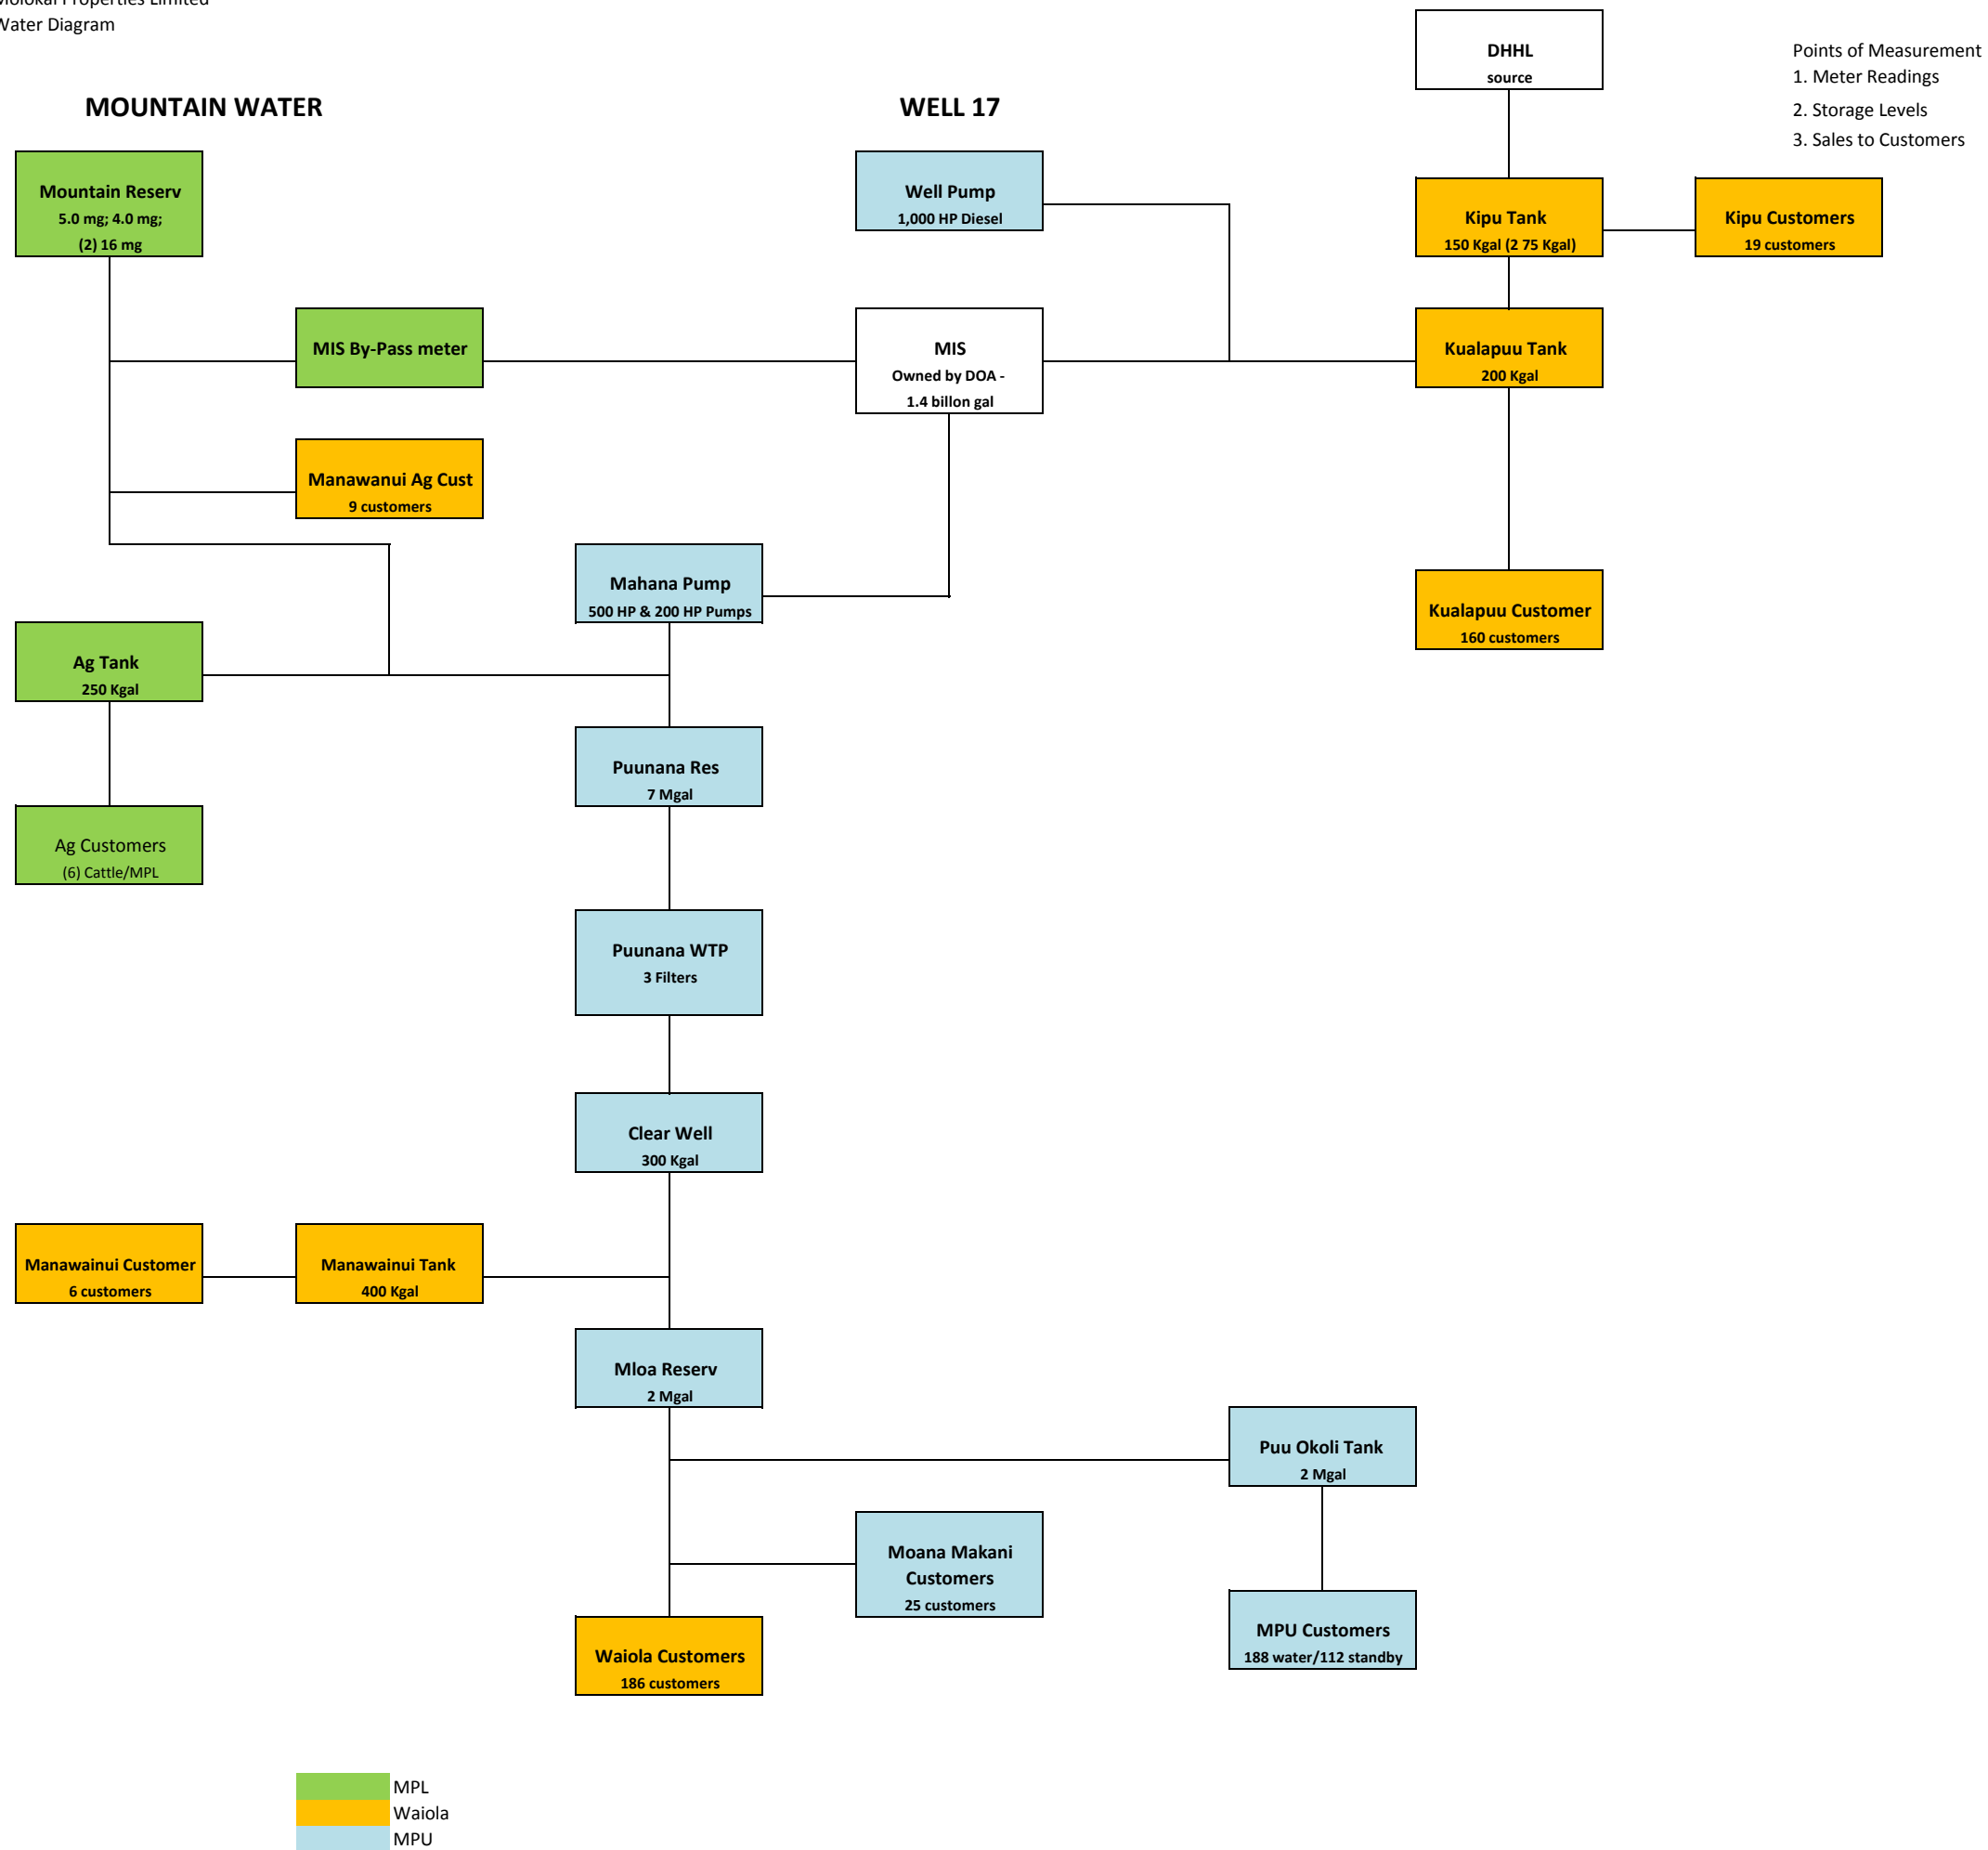 Molokai Properties Limited
Water Diagram
DHHL
source
Points of Measurement
1. Meter Readings
2. Storage Levels
3. Sales to Customers
MOUNTAIN WATER
WELL 17
Mountain Reserv
5.0 mg; 4.0 mg;
(2) 16 mg
Well Pump
1,000 HP Diesel
Kipu Tank
150 Kgal (2 75 Kgal)
Kipu Customers
19 customers
MIS By-Pass meter
MIS
Owned by DOA -
1.4 billon gal
Kualapuu Tank
200 Kgal
Manawanui Ag Cust
9 customers
Mahana Pump
500 HP & 200 HP Pumps
Kualapuu Customer
160 customers
Ag Tank
250 Kgal
Puunana Res
7 Mgal
Ag Customers
(6) Cattle/MPL
Puunana WTP
3 Filters
Clear Well
300 Kgal
Manawainui Customer
6 customers
Manawainui Tank
400 Kgal
Mloa Reserv
2 Mgal
Puu Okoli Tank
2 Mgal
Moana Makani
Customers
25 customers
MPU Customers
188 water/112 standby
Waiola Customers
186 customers
MPL
Waiola
MPU